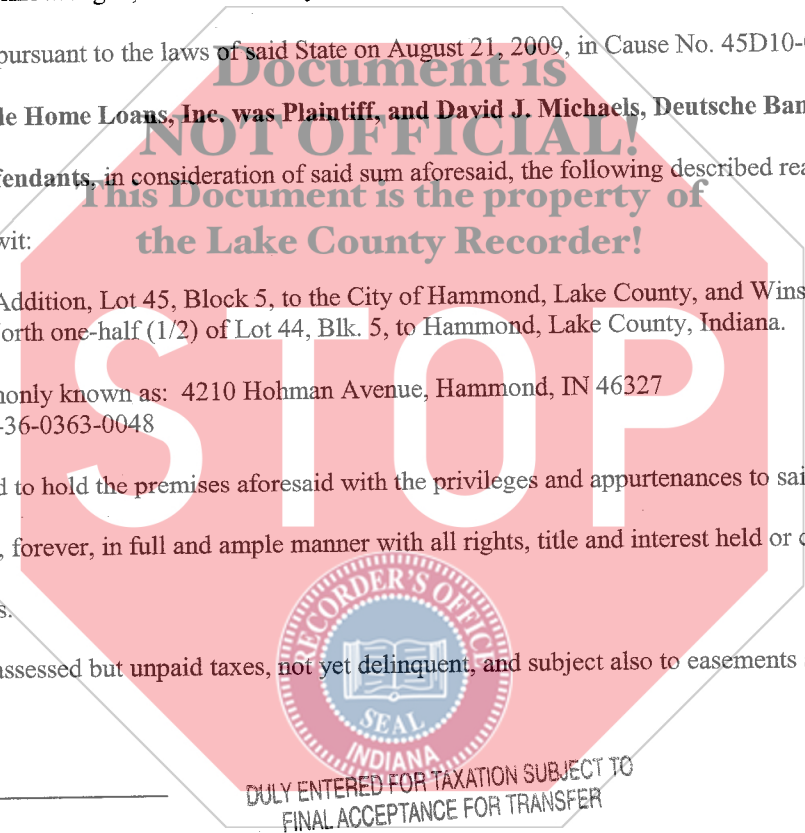 pursuant to the laws of said State on August 21, 2009, in Cause No. 45D10-
Document is
le Home Loans, Inc. was Plaintiff, and David J. Michaels, Deutsche Ban
NOT OFFICIAL!
fendants, in consideration of said sum aforesaid, the following described rea
This Document is the property of
wit:
the Lake County Recorder!
Addition, Lot 45, Block 5, to the City of Hammond, Lake County, and Wins
orth one-half (1/2) of Lot 44, Blk. 5, to Hammond, Lake County, Indiana.
STOP
monly known as: 4210 Hohman Avenue, Hammond, IN 46327
-36-0363-0048
d to hold the premises aforesaid with the privileges and appurtenances to sai
, forever, in full and ample manner with all rights, title and interest held or c
s.
RECORDER'S OFFICE
assessed but unpaid taxes, not yet delinquent, and subject also to easements
SEAL
INDIANA
DULY ENTERED FOR TAXATION SUBJECT TO
FINAL ACCEPTANCE FOR TRANSFER